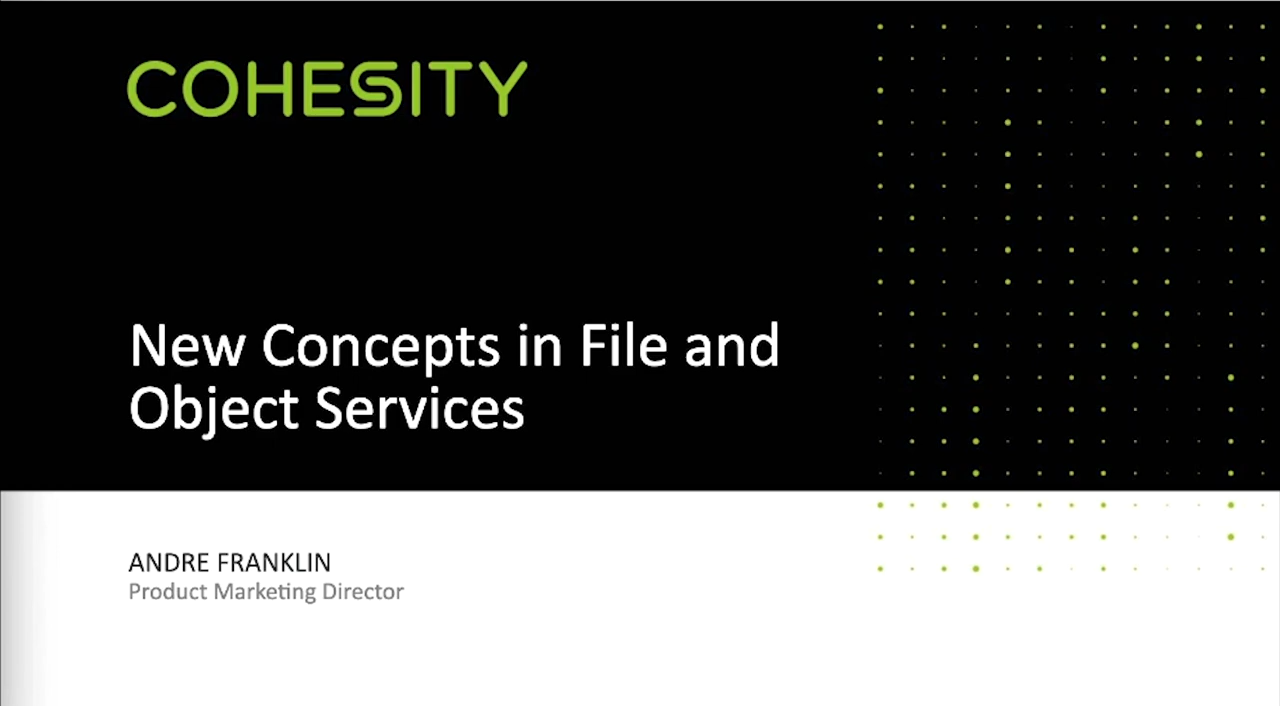 COHESITY
New Concepts in File and
Object Services
ANDRE FRANKLIN
Product Marketing Director